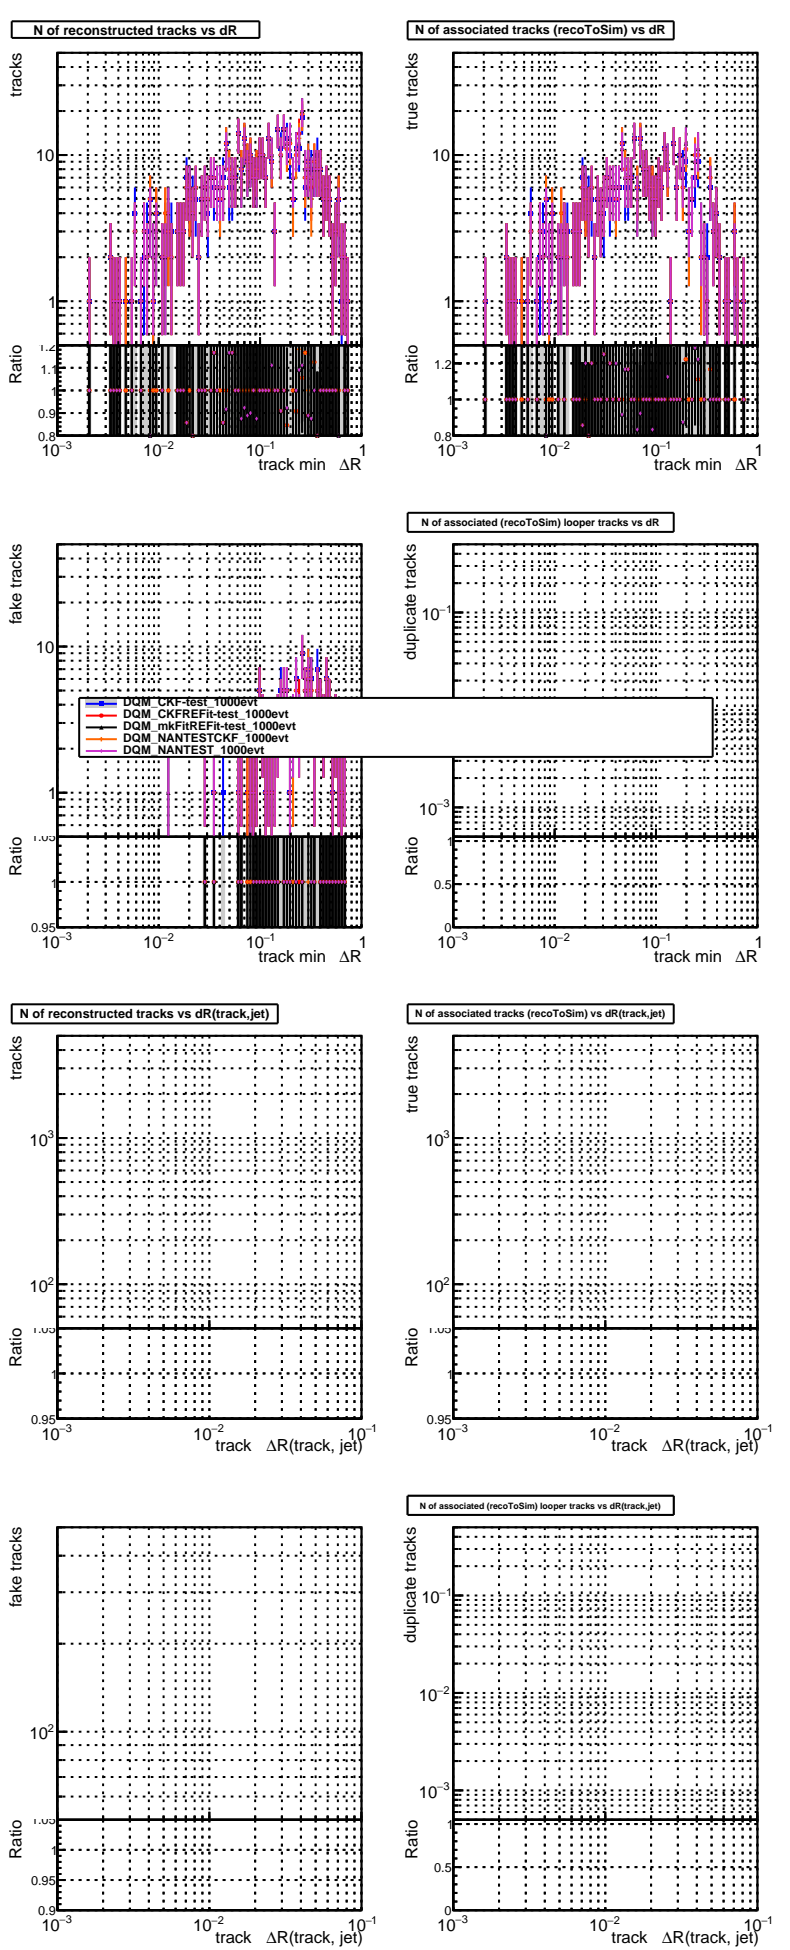 N of reconstructed tracks vs dR
N of associated tracks (recoToSim) vs dR
tracks
10
1
Ratio
1.2
1.1
1
0.9
0.8
10⁻³
10⁻²
10⁻¹
1
track min ΔR
true tracks
10
1
Ratio
1.2
1
0.8
10⁻³
10⁻²
10⁻¹
1
track min ΔR
N of associated (recoToSim) looper tracks vs dR
fake tracks
10
1
Ratio
1.05
1
0.95
10⁻³
10⁻²
10⁻¹
1
track min ΔR
duplicate tracks
10⁻¹
10⁻³
Ratio
1
0.5
0
10⁻³
10⁻²
10⁻¹
1
track min ΔR
DQM_CKF-test_1000evt
DQM_CKFREFit-test_1000evt
DQM_mkFitREFit-test_1000evt
DQM_NANTESTCKF_1000evt
DQM_NANTEST_1000evt
N of reconstructed tracks vs dR(track,jet)
N of associated tracks (recoToSim) vs dR(track,jet)
tracks
10³
10²
Ratio
1.05
1
0.95
10⁻³
10⁻²
10⁻¹
track ΔR(track, jet)
true tracks
10³
10²
Ratio
1.05
1
0.95
10⁻³
10⁻²
10⁻¹
track ΔR(track, jet)
N of associated (recoToSim) looper tracks vs dR(track,jet)
fake tracks
10²
Ratio
1.05
1
0.95
0.9
10⁻³
10⁻²
10⁻¹
track ΔR(track, jet)
duplicate tracks
10⁻¹
10⁻²
10⁻³
Ratio
1
0.5
0
10⁻³
10⁻²
10⁻¹
track ΔR(track, jet)